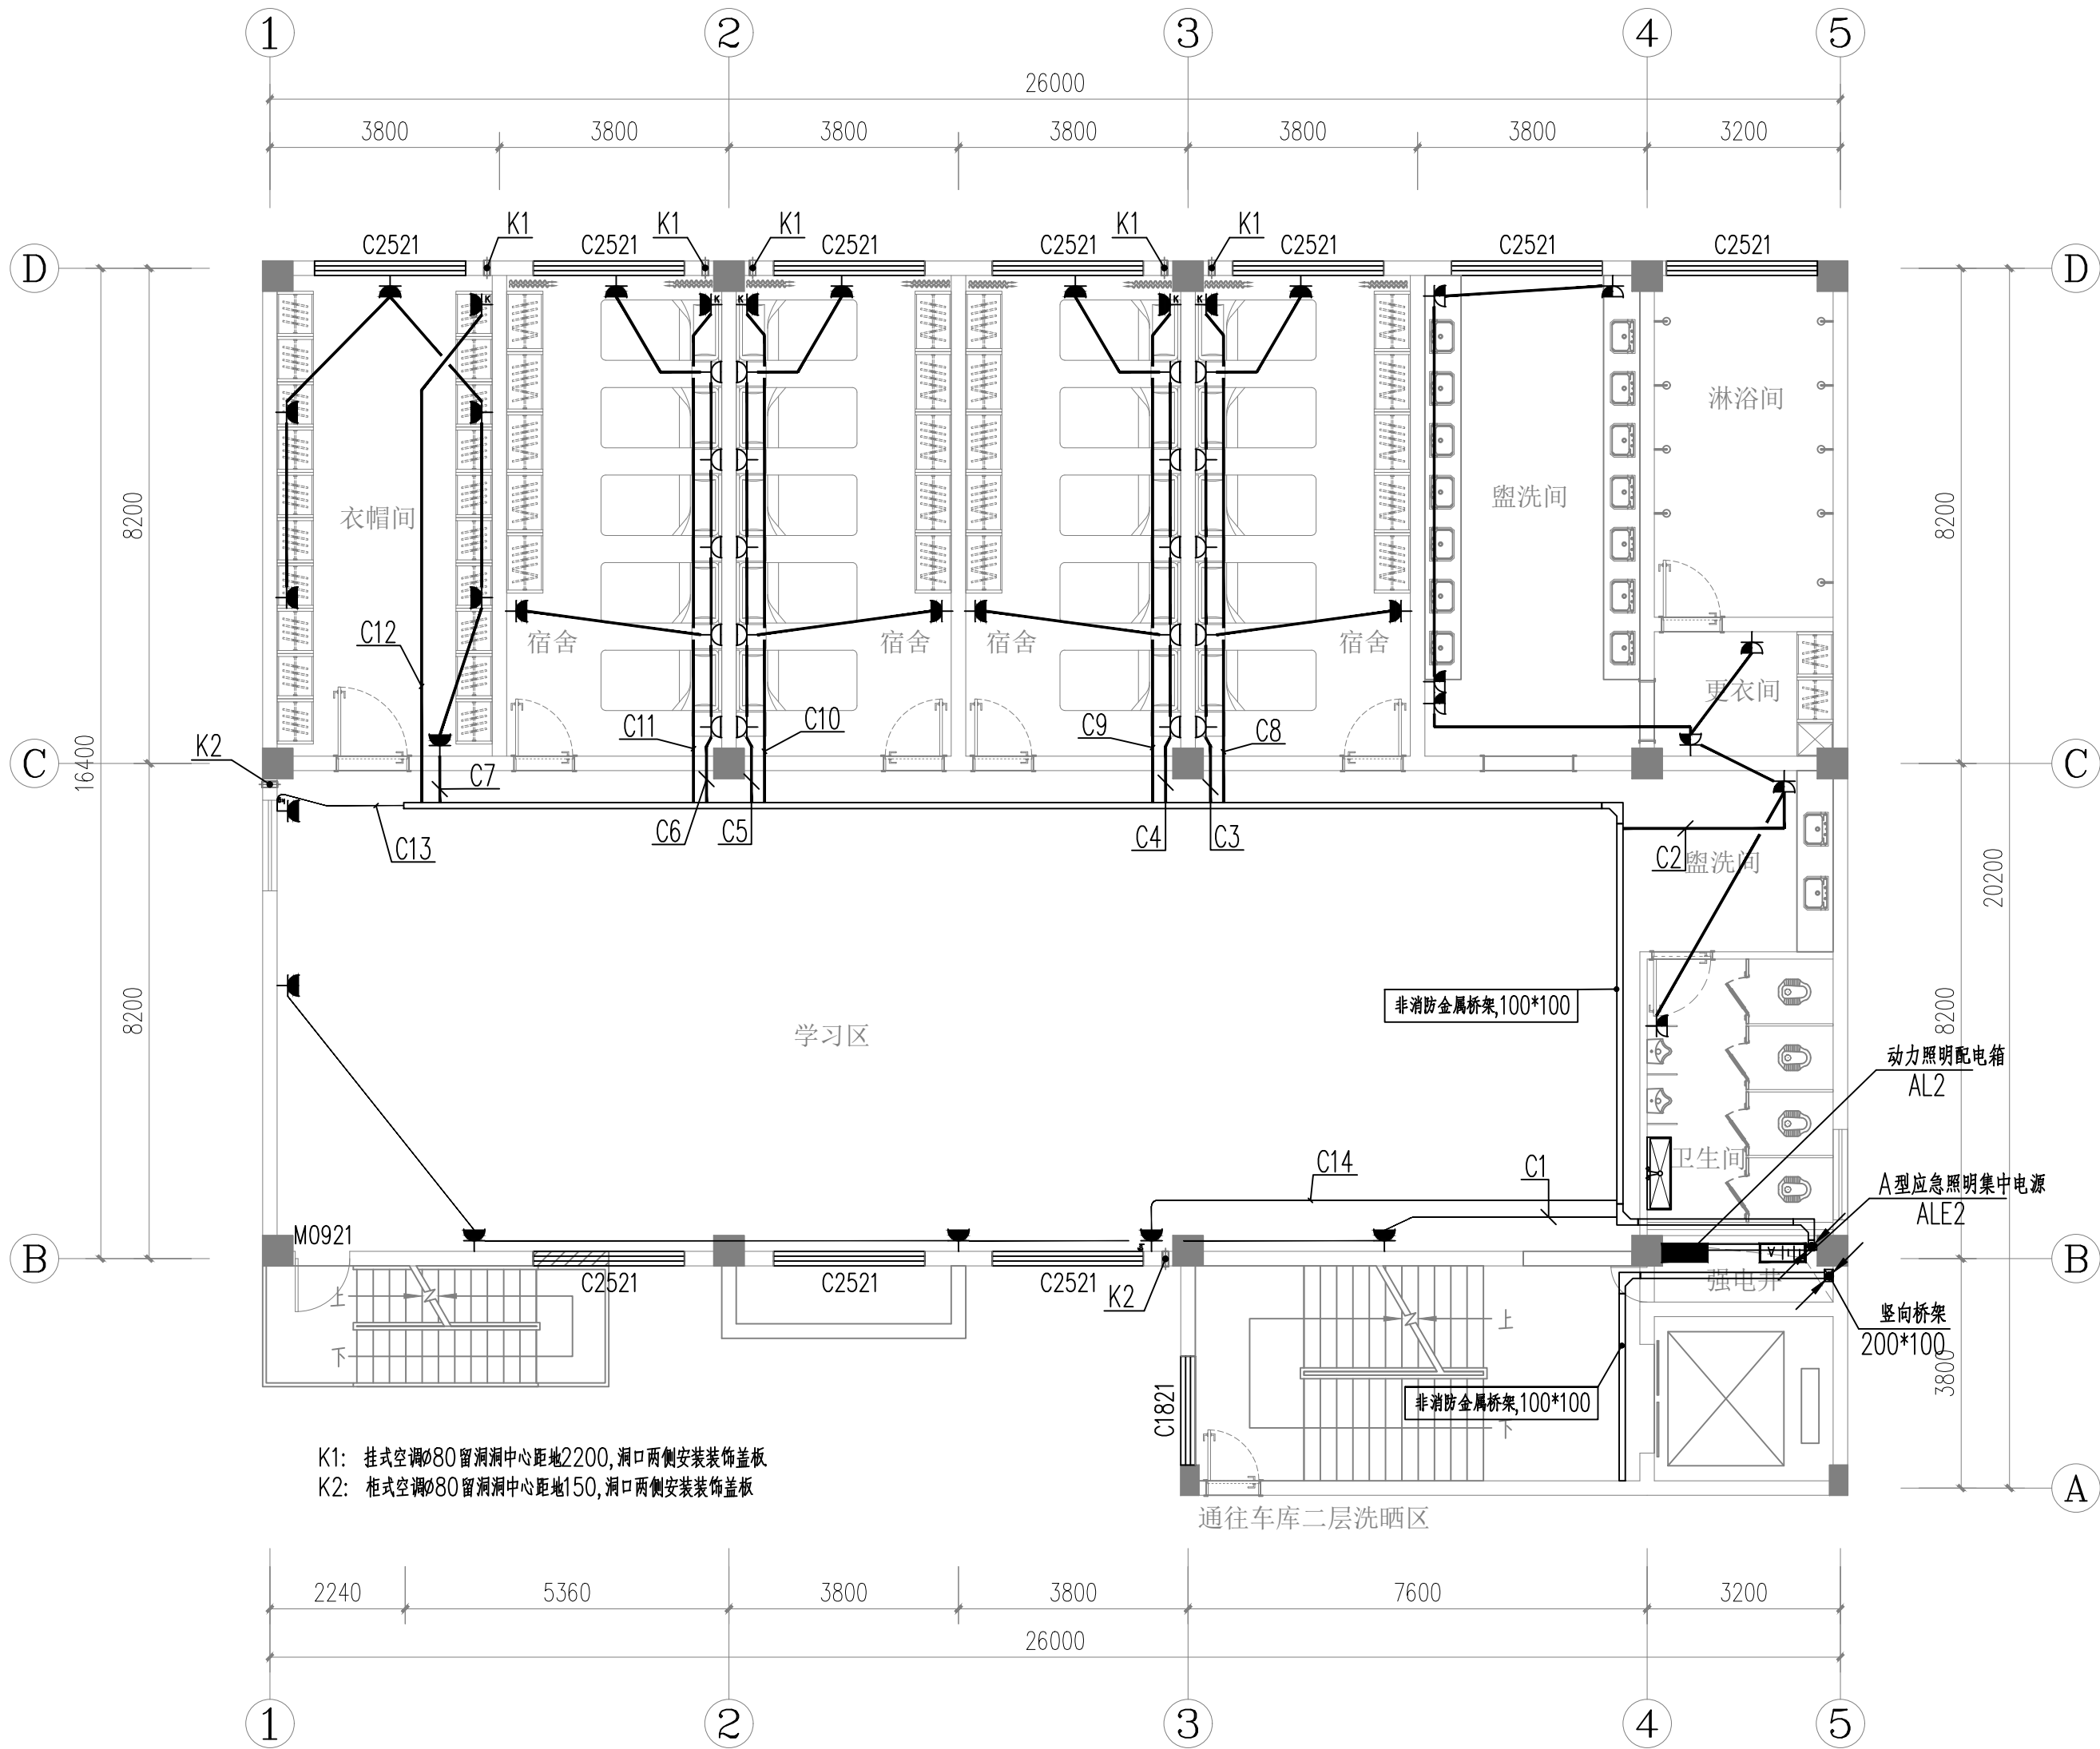 1 2 3 4 5
26000
3800 3800 3800 3800 3800 3800 3200
K1 K1 K1 K1 K1
C2521 C2521 C2521 C2521 C2521 C2521 C2521
D D
K K K K K
淋浴间
盥洗间
衣帽间
8200 8200
C12
宿舍 宿舍 宿舍 宿舍
更衣间
C11 C10 C9 C8
K2
C C
16400
C7
C13 C6 C5 C4 C3 C2
盥洗间
20200
非消防金属桥架,100*100
学习区
8200 8200
动力照明配电箱
AL2
卫生间
C14 C1
A型应急照明集中电源
ALE2
M0921
B B
C2521 C2521 C2521
K2
强电井
上 上
下
竖向桥架
200*100
3800
非消防金属桥架,100*100
C1821
下
K1: 挂式空调Ø80留洞洞中心距地2200,洞口两侧安装装饰盖板
K2: 柜式空调Ø80留洞洞中心距地150,洞口两侧安装装饰盖板
A
通往车库二层洗晒区
2240 5360 3800 3800 7600 3200
26000
1 2 3 4 5